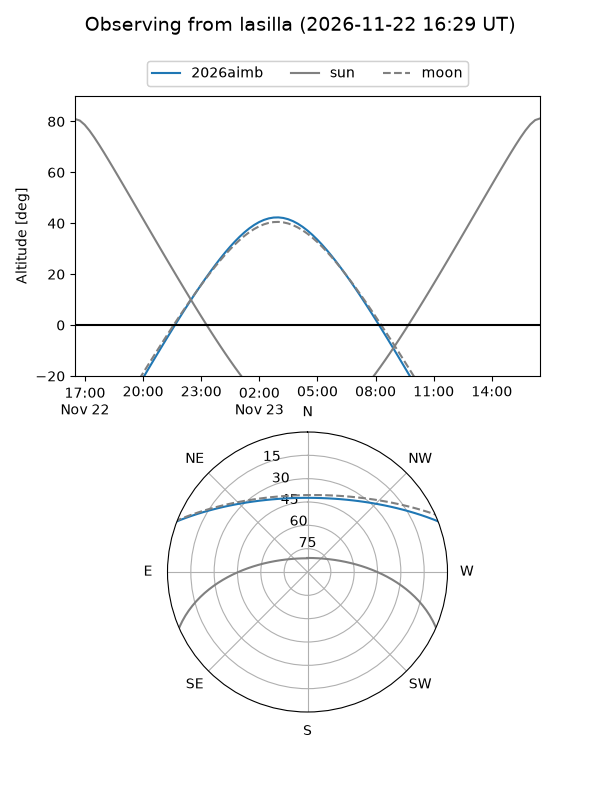 Observing from lasilla (2026-11-22 16:29 UT)
2026aimb sun moon
Altitude [deg]
80
60
40
20
0
−20
17:00 20:00 23:00 02:00 05:00 08:00 11:00 14:00
Nov 22 Nov 23
N
NE NW
15
30
45
60
75
E W
SE SW
S